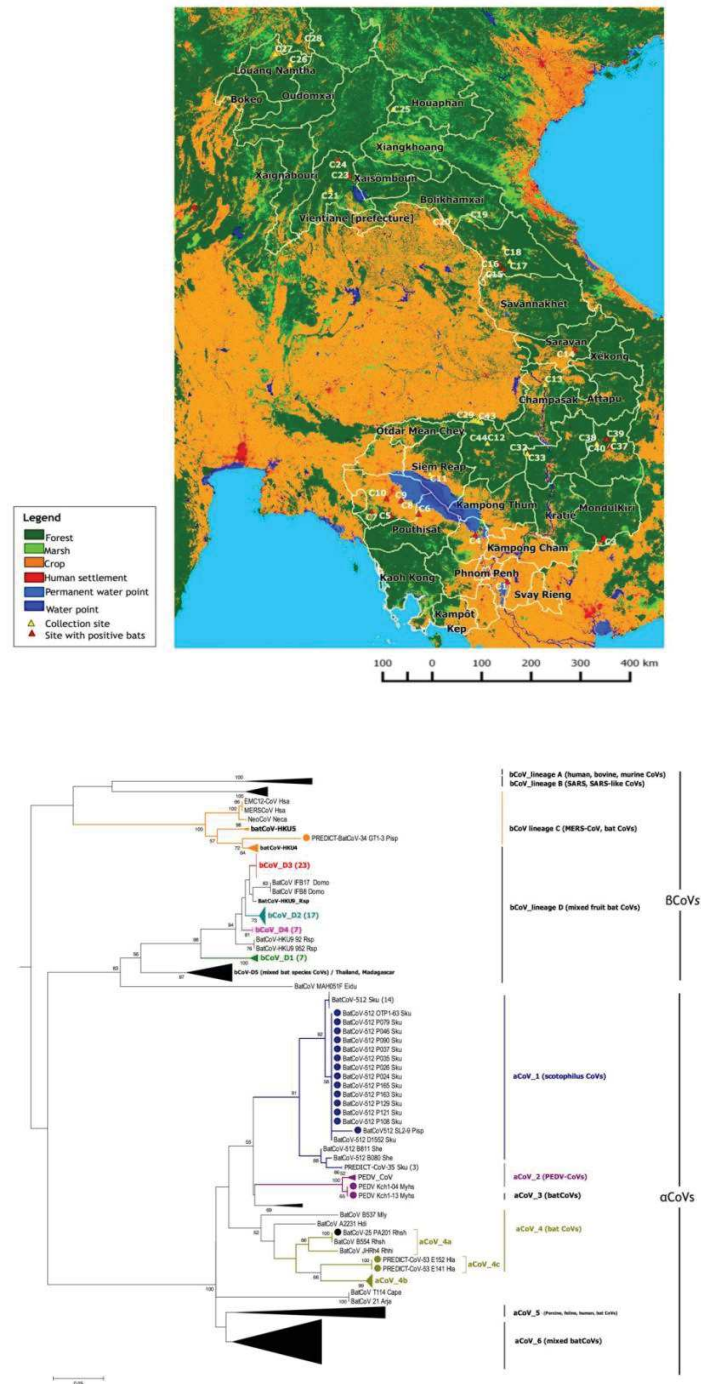 C28
C27
C26
Louang Namtha
Oudomxai
Bokeo
Houaphan
C25
Xiangkhoang
C24
Xaignabouri
C23
Xaisomboun
C21
Bolikhamxai
Vientiane [prefecture]
C19
C20
C18
C16
C17
C15
Savannakhet
Saravan
C14
Xekong
C13
Champasak
Attapu
C29
C43
Otdar Mean Chey
C44C12
C32
C33
C38
C39
C40
C37
Siem Reap
C11
C10
C9
C8
C6
C7
C5
Kampong Thum
Kratie
MondulKiri
Pouthisat
Kampong Cham
Kaoh Kong
Phnom Penh
Svay Rieng
Kampôt
Kep
Legend
Forest
Marsh
Crop
Human settlement
Permanent water point
Water point
Collection site
Site with positive bats
100 0 100 200 300 400 km
bCoV_lineage A (human, bovine, murine CoVs)
bCoV_lineage B (SARS, SARS-like CoVs)
EMC12-CoV Hsa
MERSCoV Hsa
NeoCoV Neca
batCoV-HKU5
PREDICT-BatCoV-34 GT1-3 Pisp
batCoV-HKU4
bCoV lineage C (MERS-CoV, bat CoVs)
bCoV_D3 (23)
BatCoV IFB17 Domo
BatCoV IFB8 Domo
BatCoV-HKU9_Rsp
bCoV_D2 (17)
bCoV_D4 (7)
BatCoV-HKU9 92 Rsp
BatCoV-HKU9 982 Rsp
bCoV_D1 (7)
bCoV-D5 (mixed bat species CoVs) / Thailand, Madagascar
bCoV_lineage D (mixed fruit bat CoVs)
βCoVs
BatCoV MAH051F Eidu
BatCoV-512 Sku (14)
BatCoV-512 OTP1-63 Sku
BatCoV-512 P079 Sku
BatCoV-512 P046 Sku
BatCoV-512 P090 Sku
BatCoV-512 P037 Sku
BatCoV-512 P035 Sku
BatCoV-512 P026 Sku
BatCoV-512 P024 Sku
BatCoV-512 P165 Sku
BatCoV-512 P163 Sku
BatCoV-512 P129 Sku
BatCoV-512 P121 Sku
BatCoV-512 P108 Sku
BatCoV512 SL2-9 Pisp
BatCoV-512 D1552 Sku
BatCoV-512 B811 She
BatCoV-512 B080 She
PREDICT-CoV-35 Sku (3)
aCoV_1 (scotophilus CoVs)
PEDV_CoV
PEDV Kch1-04 Myhs
PEDV Kch1-13 Myhs
aCoV_2 (PEDV-CoVs)
aCoV_3 (batCoVs)
αCoVs
BatCoV B537 Mly
BatCoV A2231 Hdi
BatCoV-25 PA201 Rhsh
BatCoV B554 Rhsh
BatCoV JHRh4 Rhhi
aCoV_4a
PREDICT-CoV-53 E152 Hla
PREDICT-CoV-53 E141 Hla
aCoV_4c
aCoV_4b
aCoV_4 (bat CoVs)
BatCoV T114 Cape
BatCoV 21 Arja
aCoV_5 (Porcine, feline, human, bat CoVs)
aCoV_6 (mixed batCoVs)